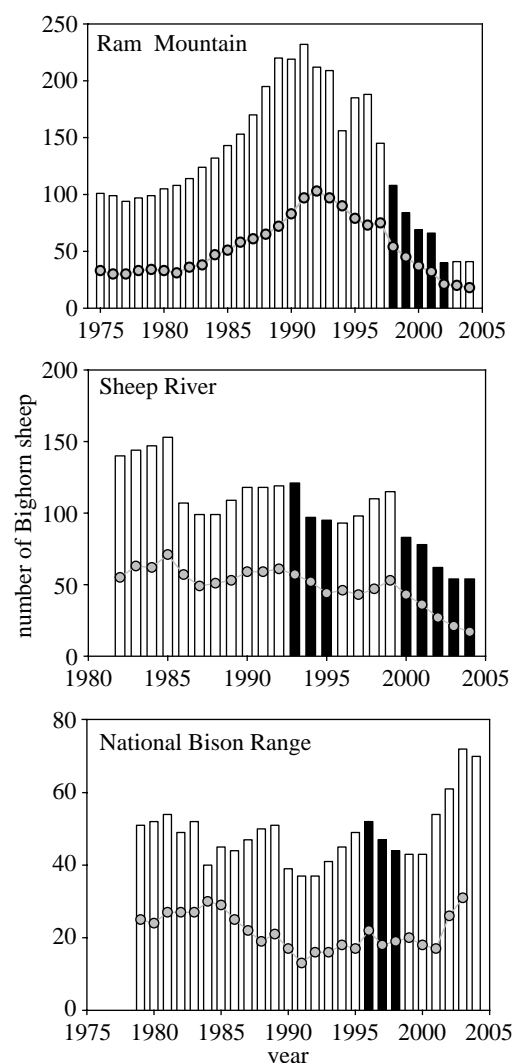 250
Ram Mountain
200
150
100
50
0
1975 1980 1985 1990 1995 2000 2005
200
Sheep River
150
100
50
0
1980 1985 1990 1995 2000 2005
number of Bighorn sheep
80
National Bison Range
60
40
20
0
1975 1980 1985 1990 1995 2000 2005
year